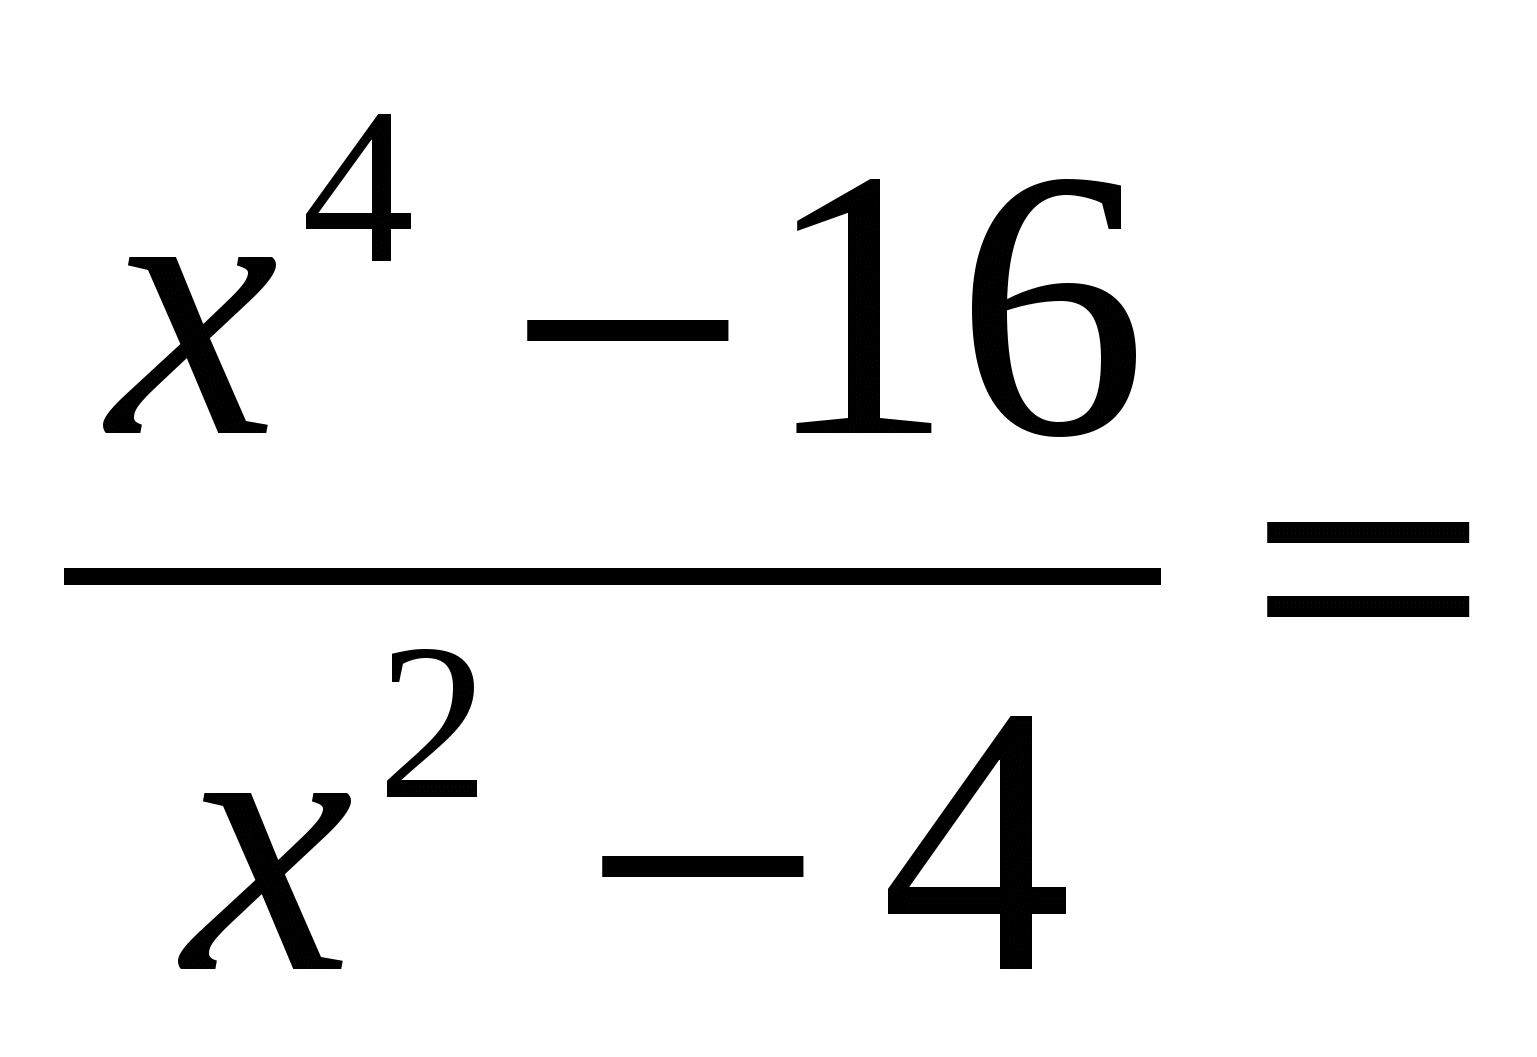 x⁴ − 16
x² − 4
=